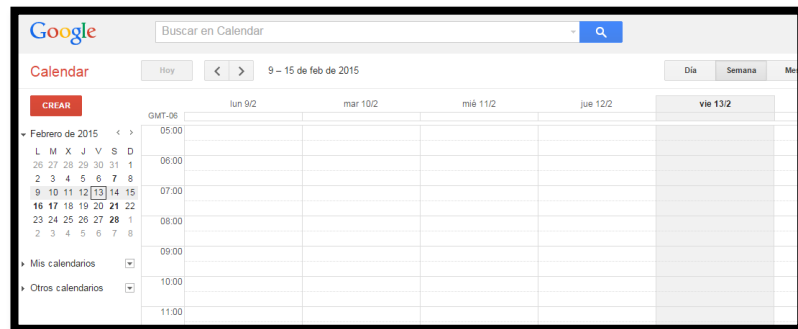 Google
Buscar en Calendar
Calendar
Hoy
9 – 15 de feb de 2015
Día Semana
CREAR
lun 9/2 mar 10/2 mié 11/2 jue 12/2 vie 13/2
GMT-06
Febrero de 2015
L M X J V S D
26 27 28 29 30 31 1
2 3 4 5 6 7 8
9 10 11 12 13 14 15
16 17 18 19 20 21 22
23 24 25 26 27 28 1
2 3 4 5 6 7 8
Mis calendarios
Otros calendarios
05:00
06:00
07:00
08:00
09:00
10:00
11:00